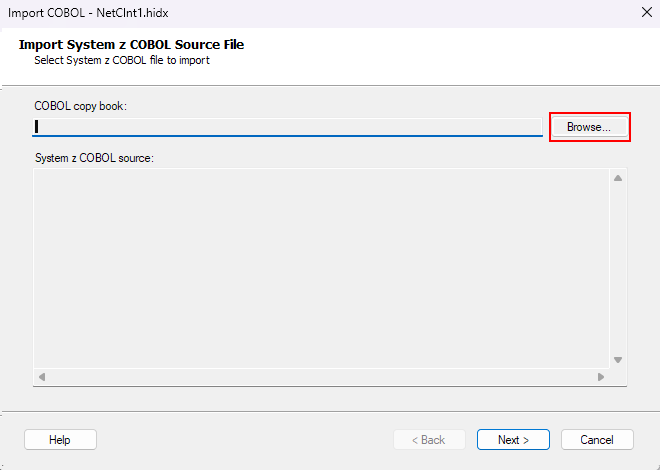 Import COBOL - NetCInt1.hidx
Import System z COBOL Source File
Select System z COBOL file to import
COBOL copy book:
Browse...
System z COBOL source:
Help
< Back
Next >
Cancel